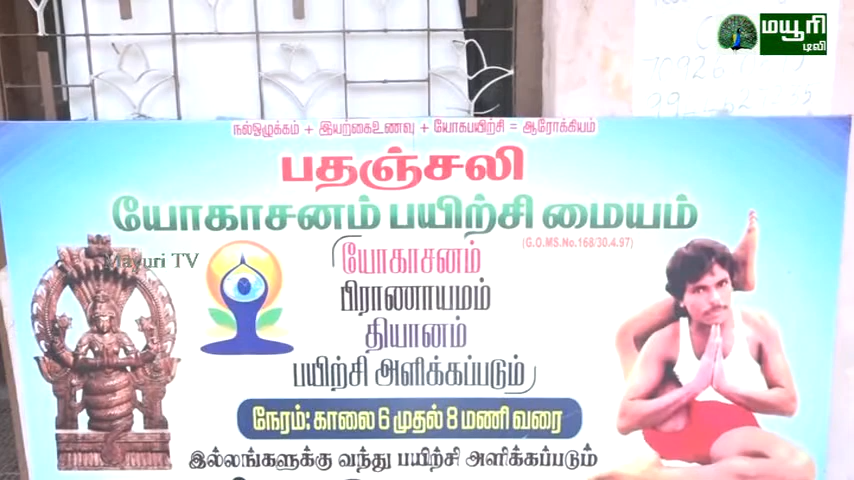 மயூரி
டிவி
நல்ஒழுக்கம் + இயற்கைஉணவு + யோகபயிற்சி = ஆரோக்கியம்
பதஞ்சலி
யோகாசனம் பயிற்சி மையம்
(G.O.MS.No.168/30.4.97)
Mayuri TV
யோகாசனம்
பிராணாயமம்
தியானம்
பயிற்சி அளிக்கப்படும்
நேரம்: காலை 6 முதல் 8 மணி வரை
இல்லங்களுக்கு வந்து பயிற்சி அளிக்கப்படும்